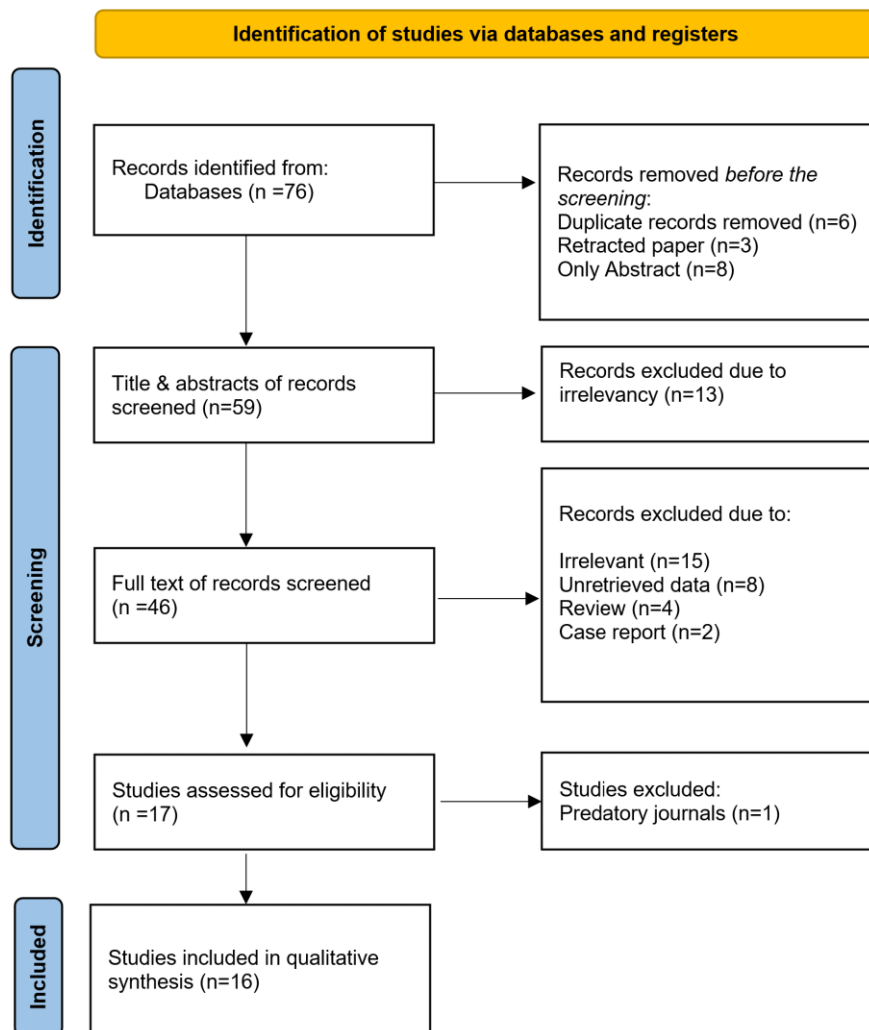 Identification of studies via databases and registers
Identification
Records identified from:
Databases (n =76)
Records removed before the
screening:
Duplicate records removed (n=6)
Retracted paper (n=3)
Only Abstract (n=8)
Screening
Title & abstracts of records
screened (n=59)
Records excluded due to
irrelevancy (n=13)
Full text of records screened
(n =46)
Records excluded due to:
Irrelevant (n=15)
Unretrieved data (n=8)
Review (n=4)
Case report (n=2)
Studies assessed for eligibility
(n =17)
Studies excluded:
Predatory journals (n=1)
Included
Studies included in qualitative
synthesis (n=16)